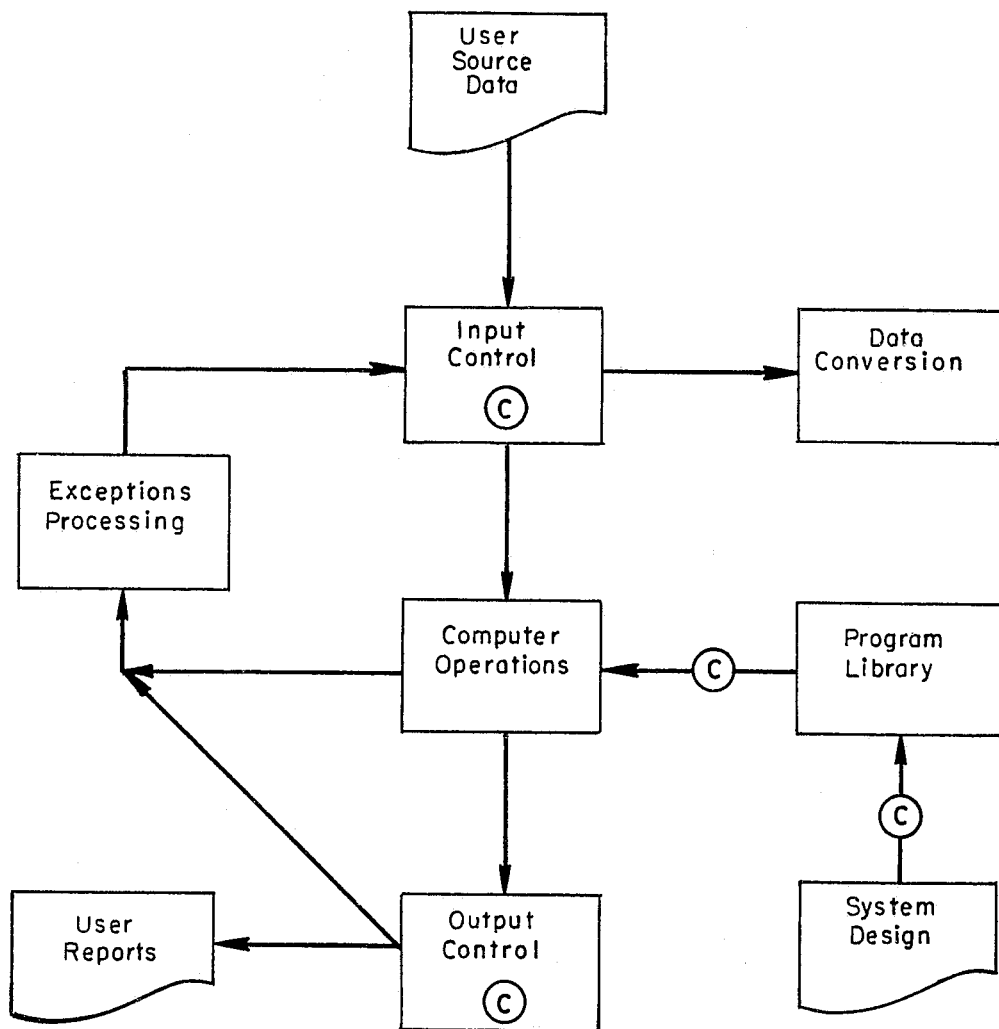 User
Source
Data
Input
Control
C
Data
Conversion
Exceptions
Processing
Computer
Operations
C
Program
Library
C
User
Reports
Output
Control
C
System
Design